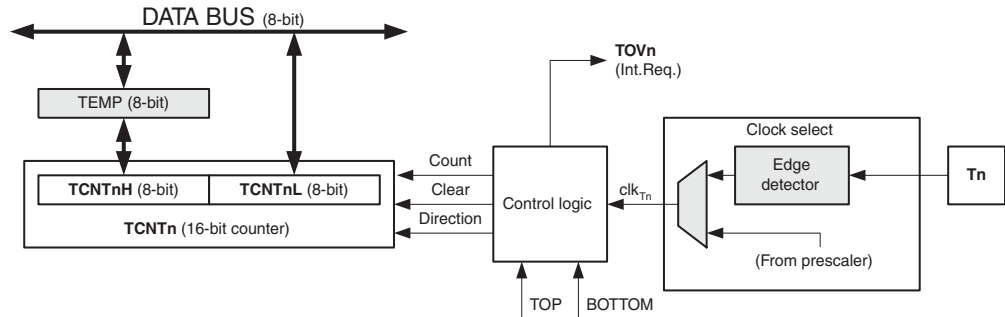 DATA BUS (8-bit)
TOVn
(Int.Req.)
TEMP (8-bit)
Clock select
Count
Edge
detector
TCNTnH (8-bit) TCNTnL (8-bit)
Clear
Control logic
clkTn
Tn
TCNTn (16-bit counter)
Direction
(From prescaler)
TOP BOTTOM